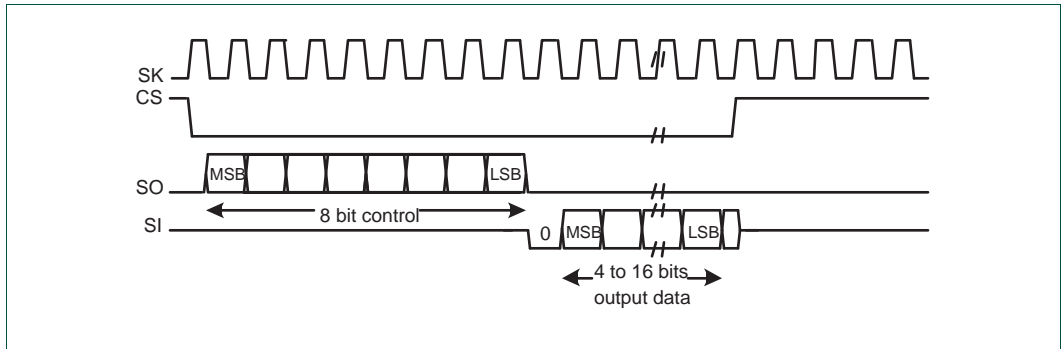 SK
CS
SO
MSB
LSB
8 bit control
SI
0
MSB
LSB
4 to 16 bits
output data